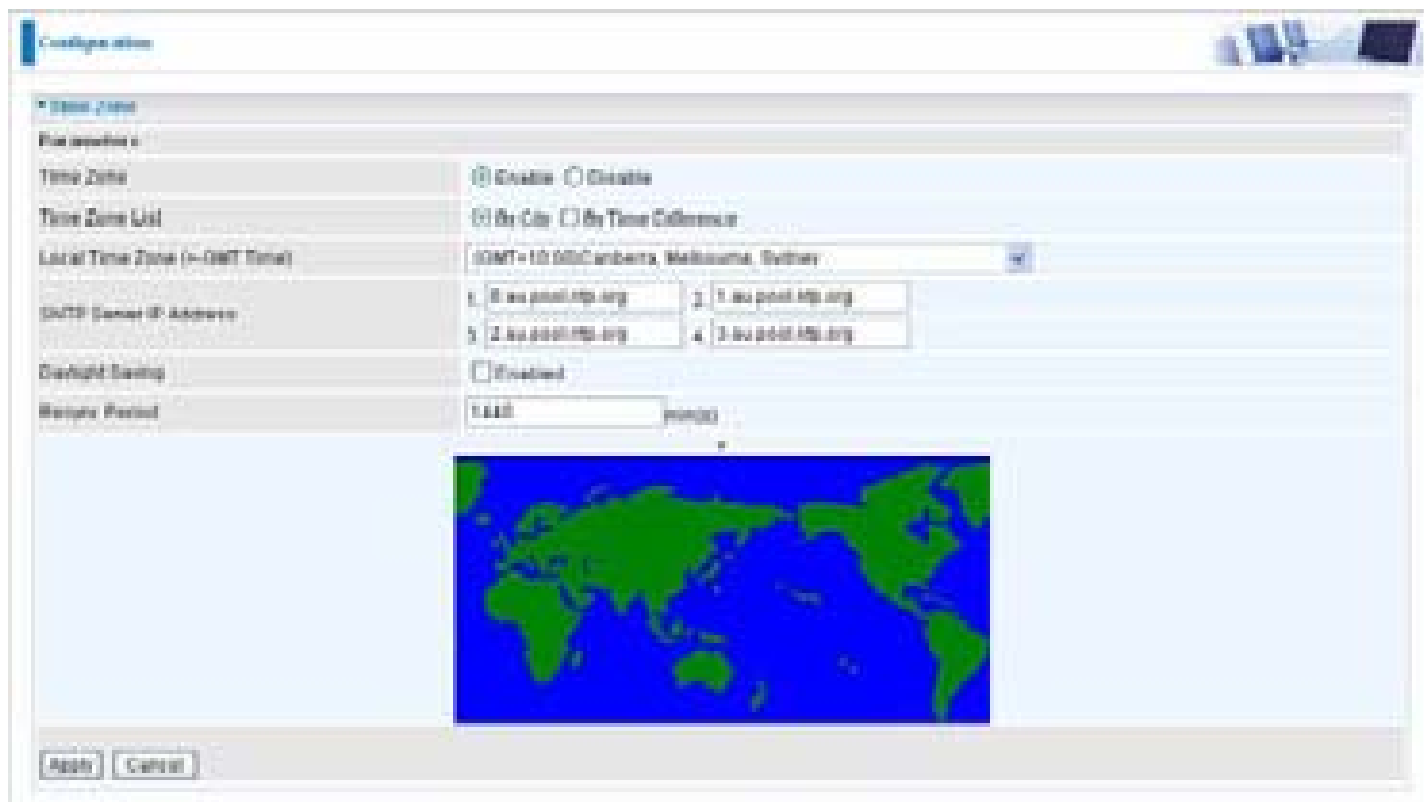 Configuration
Time Zone
Parameters
Time Zone Enable Disable
Time Zone List By City By Time Difference
Local Time Zone (+-GMT Time) (GMT+10:00)Canberra, Melbourne, Sydney
SNTP Server IP Address
1. 0.au.pool.ntp.org 2. 1.au.pool.ntp.org
3. 2.au.pool.ntp.org 4. 3.au.pool.ntp.org
Daylight Saving Enabled
Resync Period 1440 min(s)
Apply Cancel